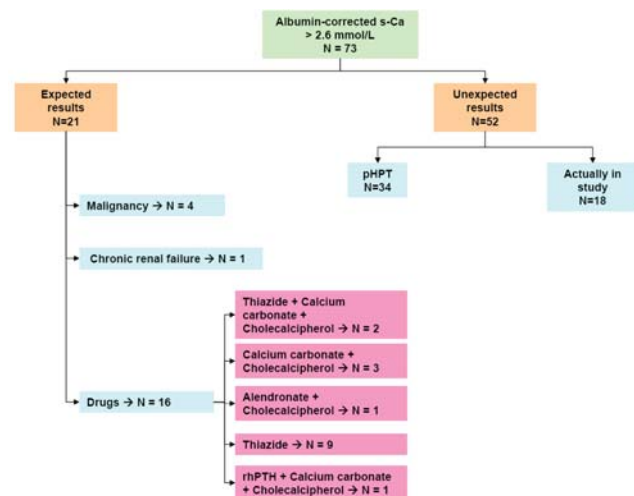 Albumin-corrected s-Ca
> 2.6 mmol/L
N = 73
Expected
results
N=21
Unexpected
results
N=52
pHPT
N=34
Actually in
study
N=18
Malignancy → N = 4
Chronic renal failure → N = 1
Drugs → N = 16
Thiazide + Calcium
carbonate +
Cholecalcipherol → N = 2
Calcium carbonate +
Cholecalcipherol → N = 3
Alendronate +
Cholecalcipherol → N = 1
Thiazide → N = 9
rhPTH + Calcium carbonate
+ Cholecalcipherol → N = 1